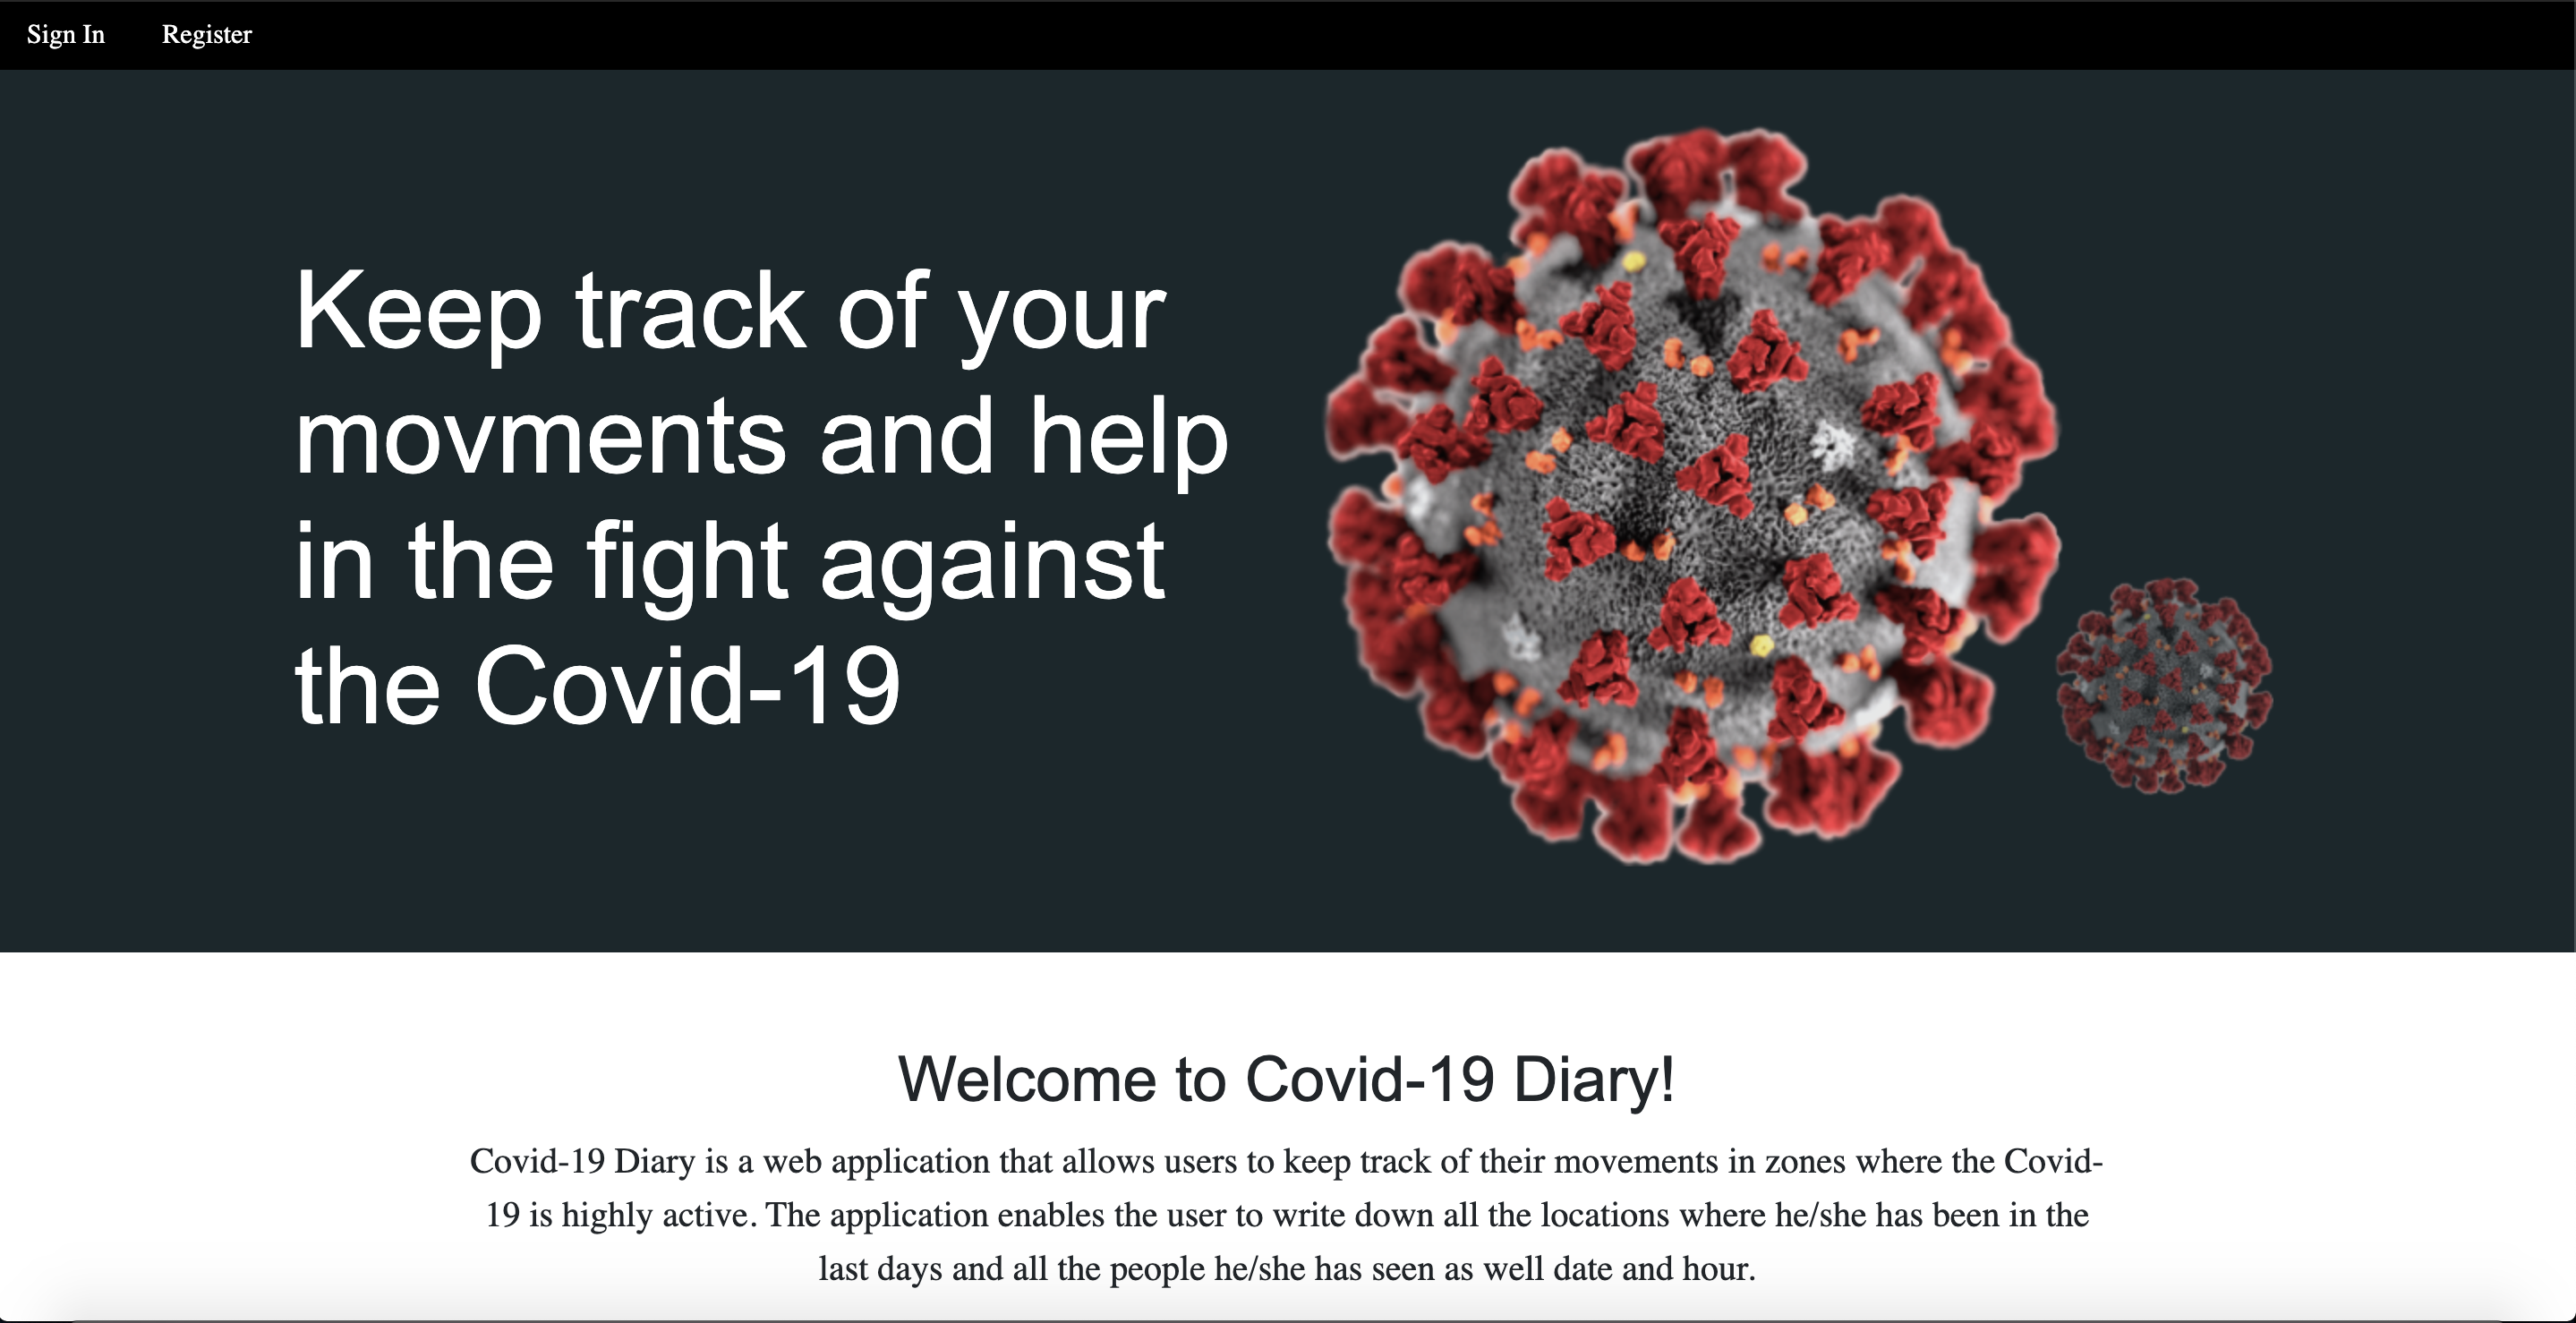 Sign In Register
Keep track of your
movments and help
in the fight against
the Covid-19
Welcome to Covid-19 Diary!
Covid-19 Diary is a web application that allows users to keep track of their movements in zones where the Covid-
19 is highly active. The application enables the user to write down all the locations where he/she has been in the
last days and all the people he/she has seen as well date and hour.